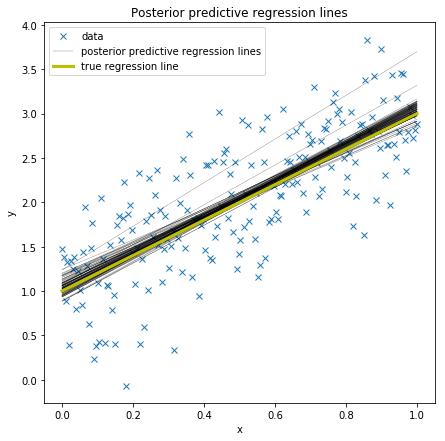 Posterior predictive regression lines
data
posterior predictive regression lines
true regression line
4.0
3.5
3.0
2.5
2.0
1.5
1.0
0.5
0.0
y
0.0 0.2 0.4 0.6 0.8 1.0
x